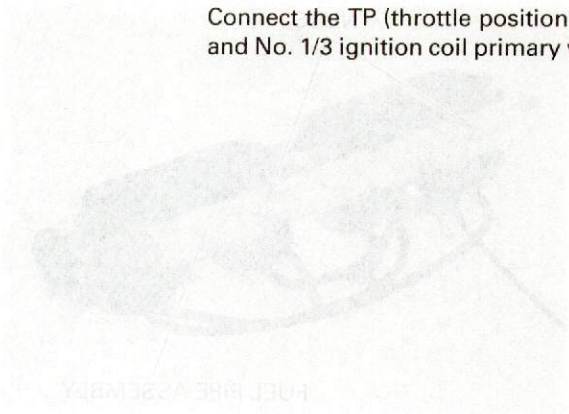 Connect the TP (throttle position
and No. 1/3 ignition coil primary
FUEL PIPE ASSEMBLY